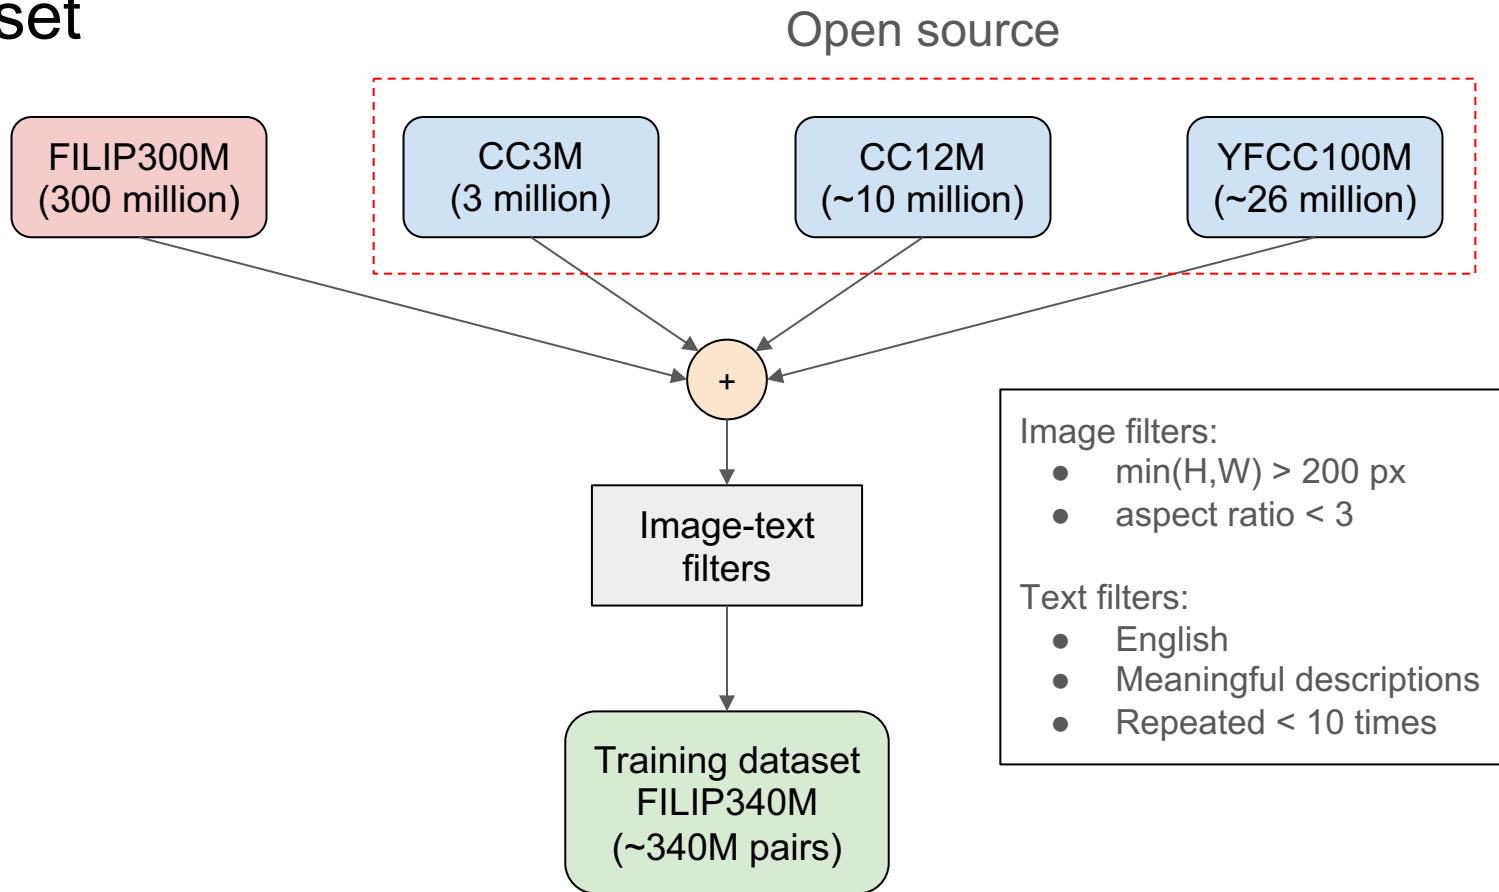 set
Open source
FILIP300M
(300 million)
CC3M
(3 million)
CC12M
(~10 million)
YFCC100M
(~26 million)
+
Image-text
filters
Image filters:
● min(H,W) > 200 px
● aspect ratio < 3
Text filters:
● English
● Meaningful descriptions
● Repeated < 10 times
Training dataset
FILIP340M
(~340M pairs)